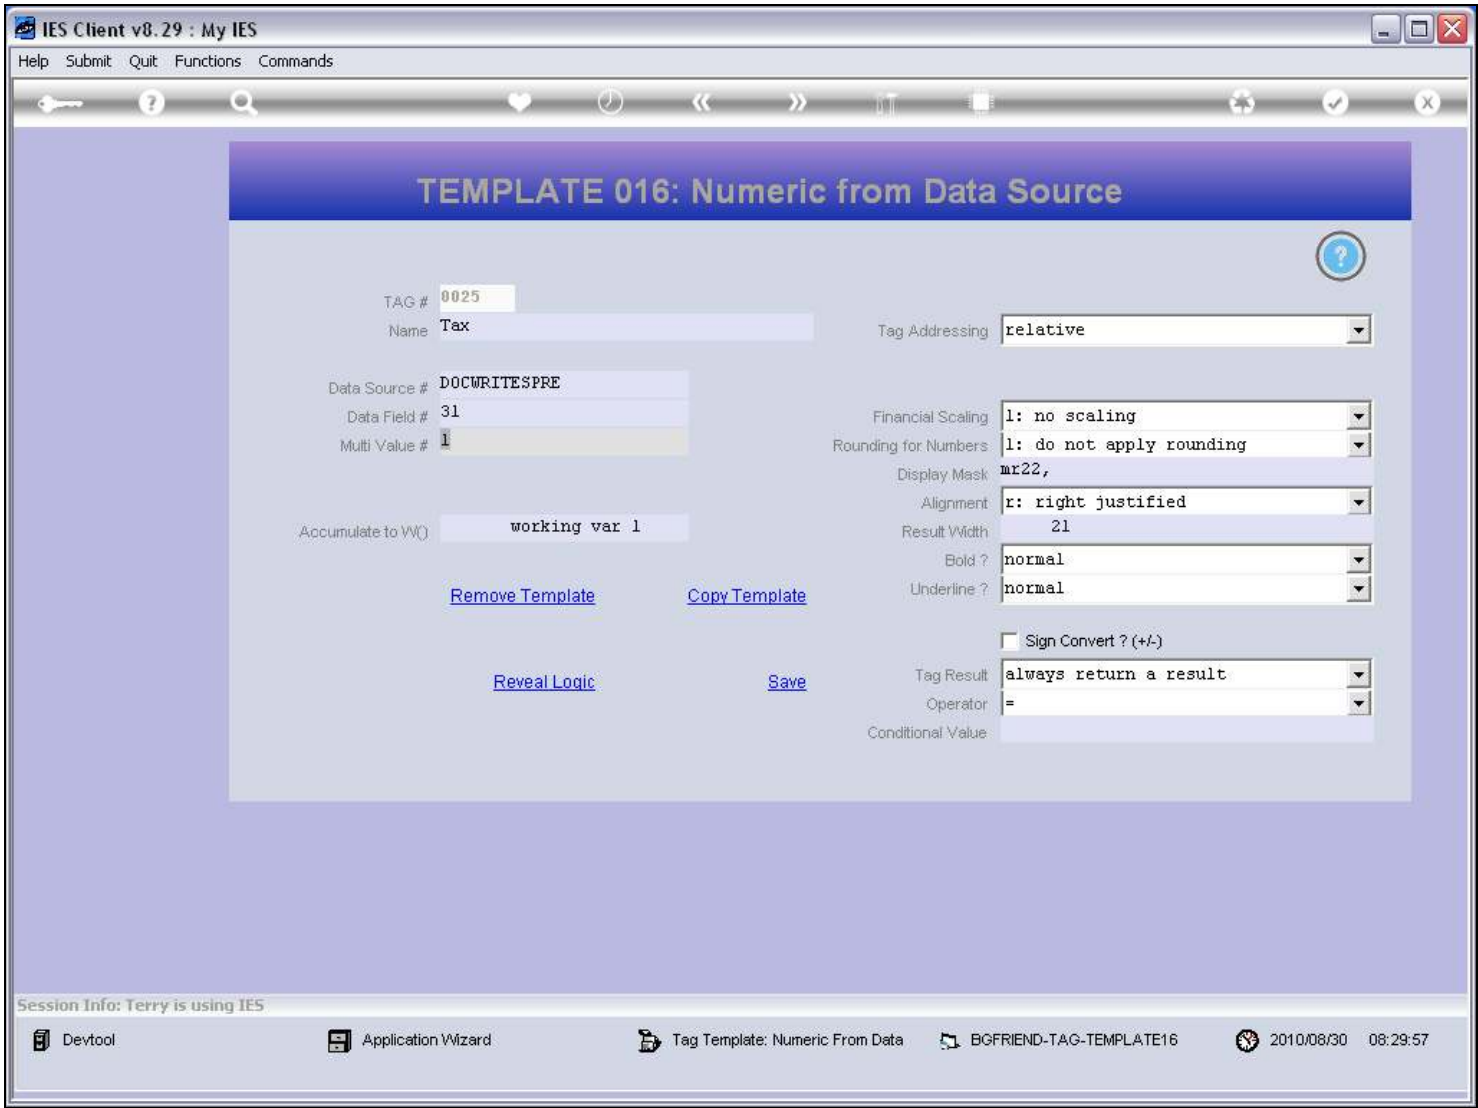 IES Client v8.29 : My IES
Help Submit Quit Functions Commands
TEMPLATE 016: Numeric from Data Source
TAG # 0025
Name Tax
Tag Addressing relative
Data Source # DOCWRITESPRE
Data Field # 31
Financial Scaling 1: no scaling
Multi Value # 1
Rounding for Numbers 1: do not apply rounding
Display Mask mr22,
Alignment r: right justified
Accumulate to W() working var 1
Result Width 21
Bold ? normal
Remove Template Copy Template
Underline ? normal
Sign Convert ? (+/-)
Reveal Logic Save
Tag Result always return a result
Operator =
Conditional Value
Session Info: Terry is using IES
Devtool Application Wizard Tag Template: Numeric From Data BGFRIEND-TAG-TEMPLATE16 2010/08/30 08:29:57